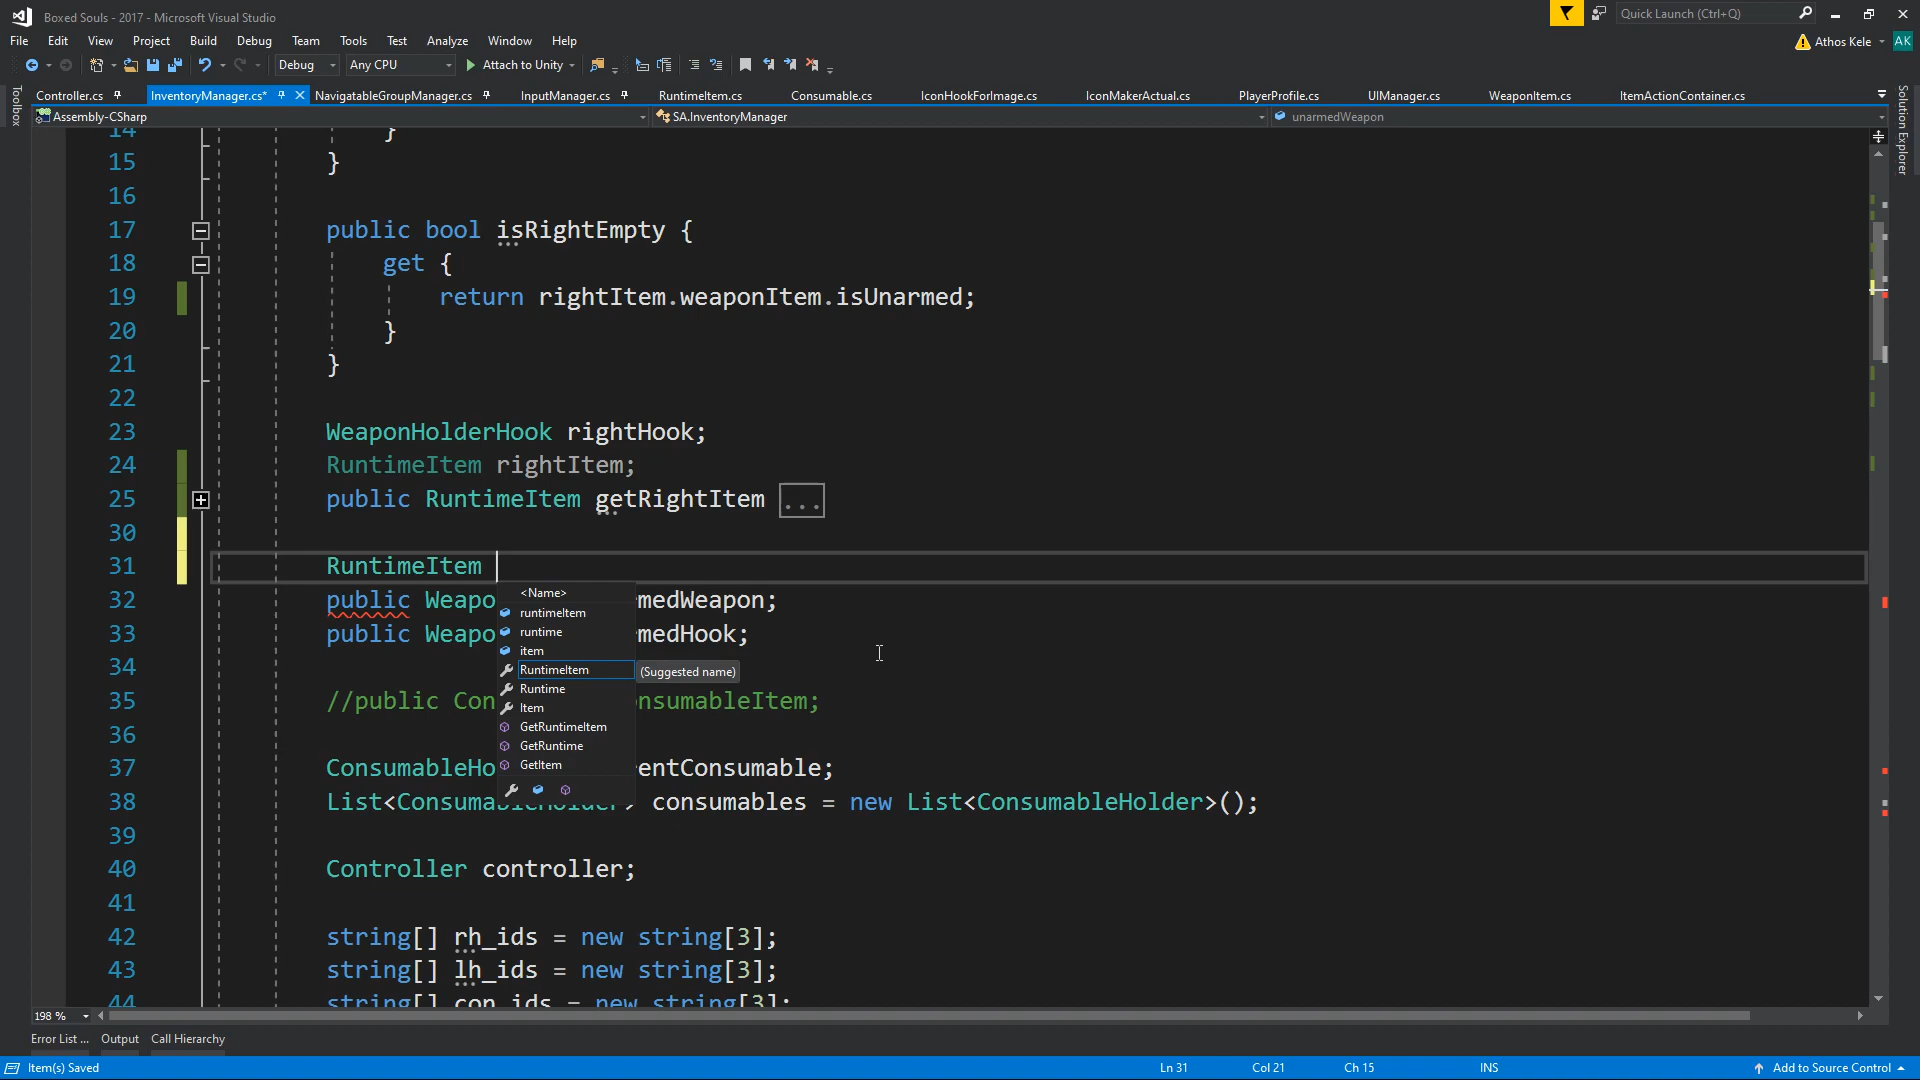 Boxed Souls - 2017 - Microsoft Visual Studio
Quick Launch (Ctrl+Q)
File Edit View Project Build Debug Team Tools Test Analyze Window Help
Athos Kele AK
Debug Any CPU Attach to Unity
Toolbox
Controller.cs InventoryManager.cs* NavigatableGroupManager.cs InputManager.cs RuntimeItem.cs Consumable.cs IconHookForImage.cs IconMakerActual.cs PlayerProfile.cs UIManager.cs WeaponItem.cs ItemActionContainer.cs
Solution Explorer
Assembly-CSharp SA.InventoryManager unarmedWeapon
14 }
15 }
16
17 public bool isRightEmpty {
18 get {
19 return rightItem.weaponItem.isUnarmed;
20 }
21 }
22
23 WeaponHolderHook rightHook;
24 RuntimeItem rightItem;
25 public RuntimeItem getRightItem ...
30
31 RuntimeItem
<Name>
32 public Weapo rmedWeapon;
runtimeItem
runtime
33 public Weapo rmedHook;
item
RuntimeItem (Suggested name)
34
Runtime
35 //public Con nsumableItem;
Item
GetRuntimeItem
36
GetRuntime
37 ConsumableHo entConsumable;
GetItem
38 List<ConsumableHolder> consumables = new List<ConsumableHolder>();
39
40 Controller controller;
41
42 string[] rh_ids = new string[3];
43 string[] lh_ids = new string[3];
44 string[] con_ids = new string[3];
198 %
Error List ... Output Call Hierarchy
Item(s) Saved Ln 31 Col 21 Ch 15 INS Add to Source Control